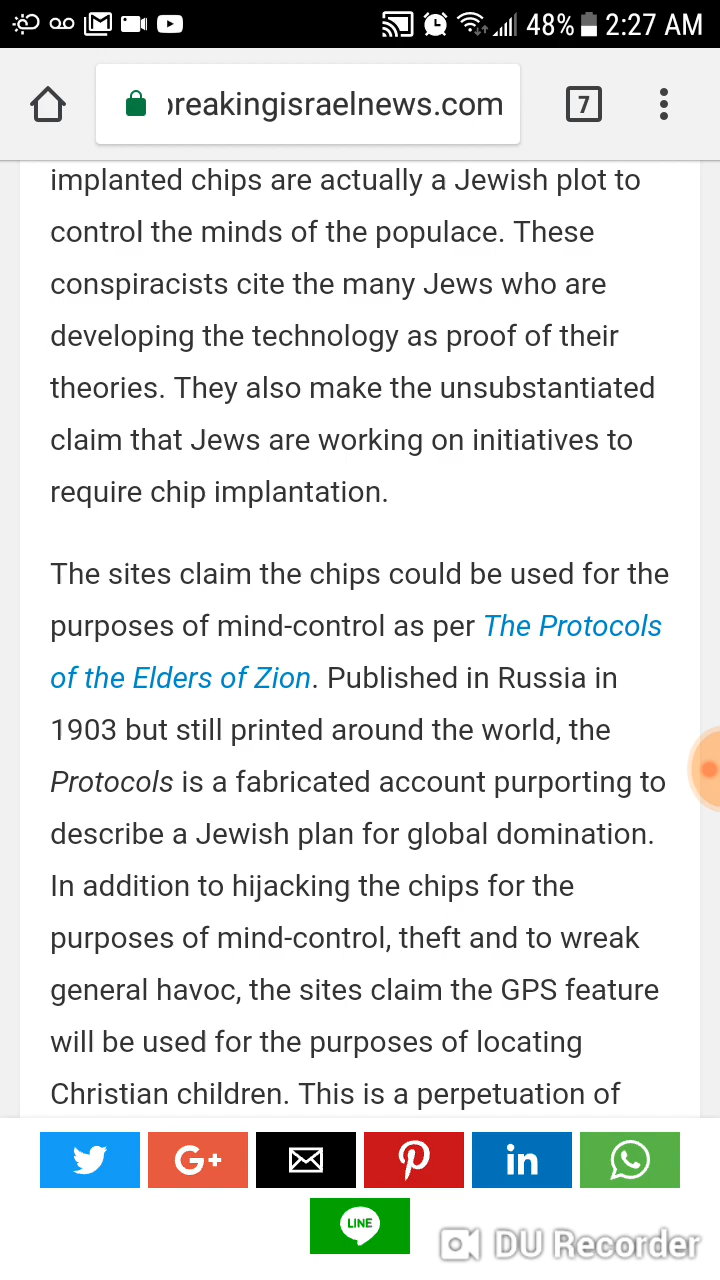 48% 2:27 AM
breakingisraelnews.com
7
implanted chips are actually a Jewish plot to
control the minds of the populace. These
conspiracists cite the many Jews who are
developing the technology as proof of their
theories. They also make the unsubstantiated
claim that Jews are working on initiatives to
require chip implantation.
The sites claim the chips could be used for the
purposes of mind-control as per The Protocols
of the Elders of Zion. Published in Russia in
1903 but still printed around the world, the
Protocols is a fabricated account purporting to
describe a Jewish plan for global domination.
In addition to hijacking the chips for the
purposes of mind-control, theft and to wreak
general havoc, the sites claim the GPS feature
will be used for the purposes of locating
Christian children. This is a perpetuation of
G+
in
LINE
DU Recorder